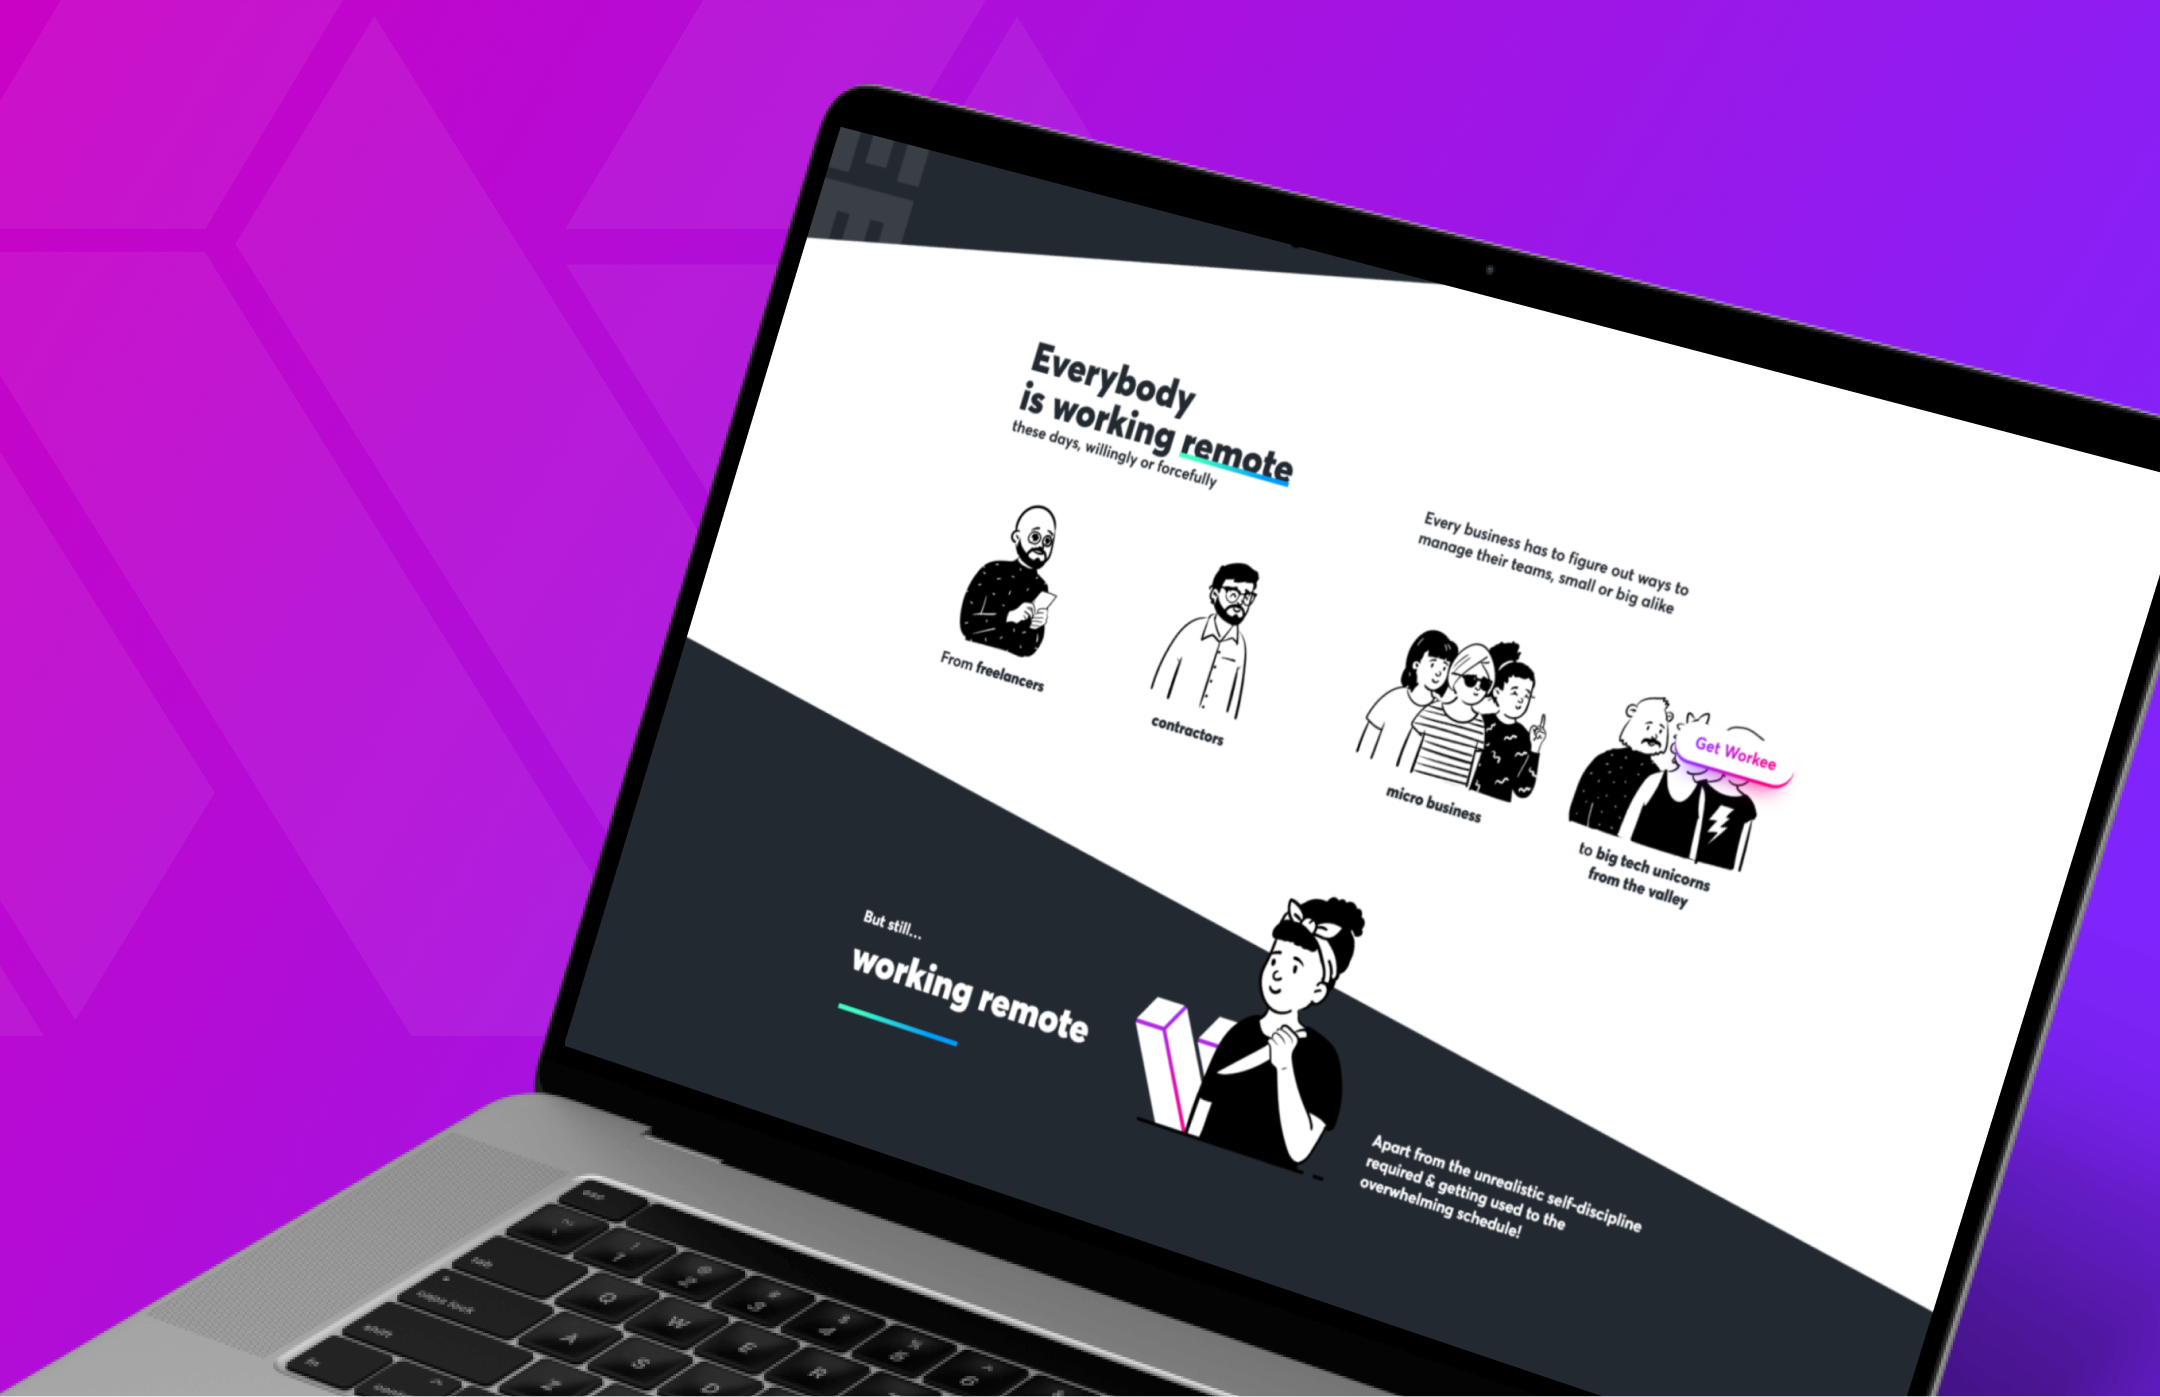 Everybody
is working remote
these days, willingly or forcefully
Every business has to figure out ways to
manage their teams, small or big alike
From freelancers
contractors
micro business
Get Workee
to big tech unicorns
from the valley
But still...
working remote
Apart from the unrealistic self-discipline
required & getting used to the
overwhelming schedule!
esc
~
! 1
@ 2
# 3
$ 4
% 5
^ 6
tab
Q
W
E
R
caps lock
A
S
D
shift
Z
fn